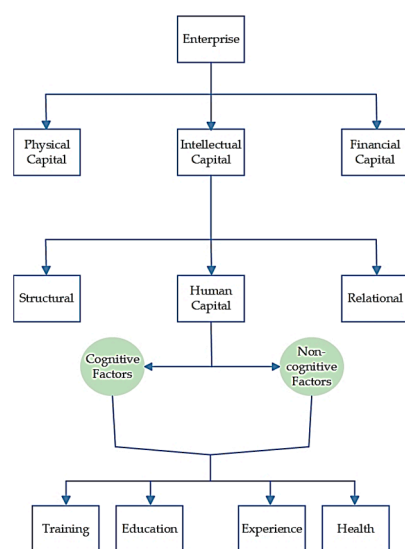 Enterprise
Physical
Capital
Intellectual
Capital
Financial
Capital
Structural
Human
Capital
Relational
Cognitive
Factors
Non-
cognitive
Factors
Training
Education
Experience
Health